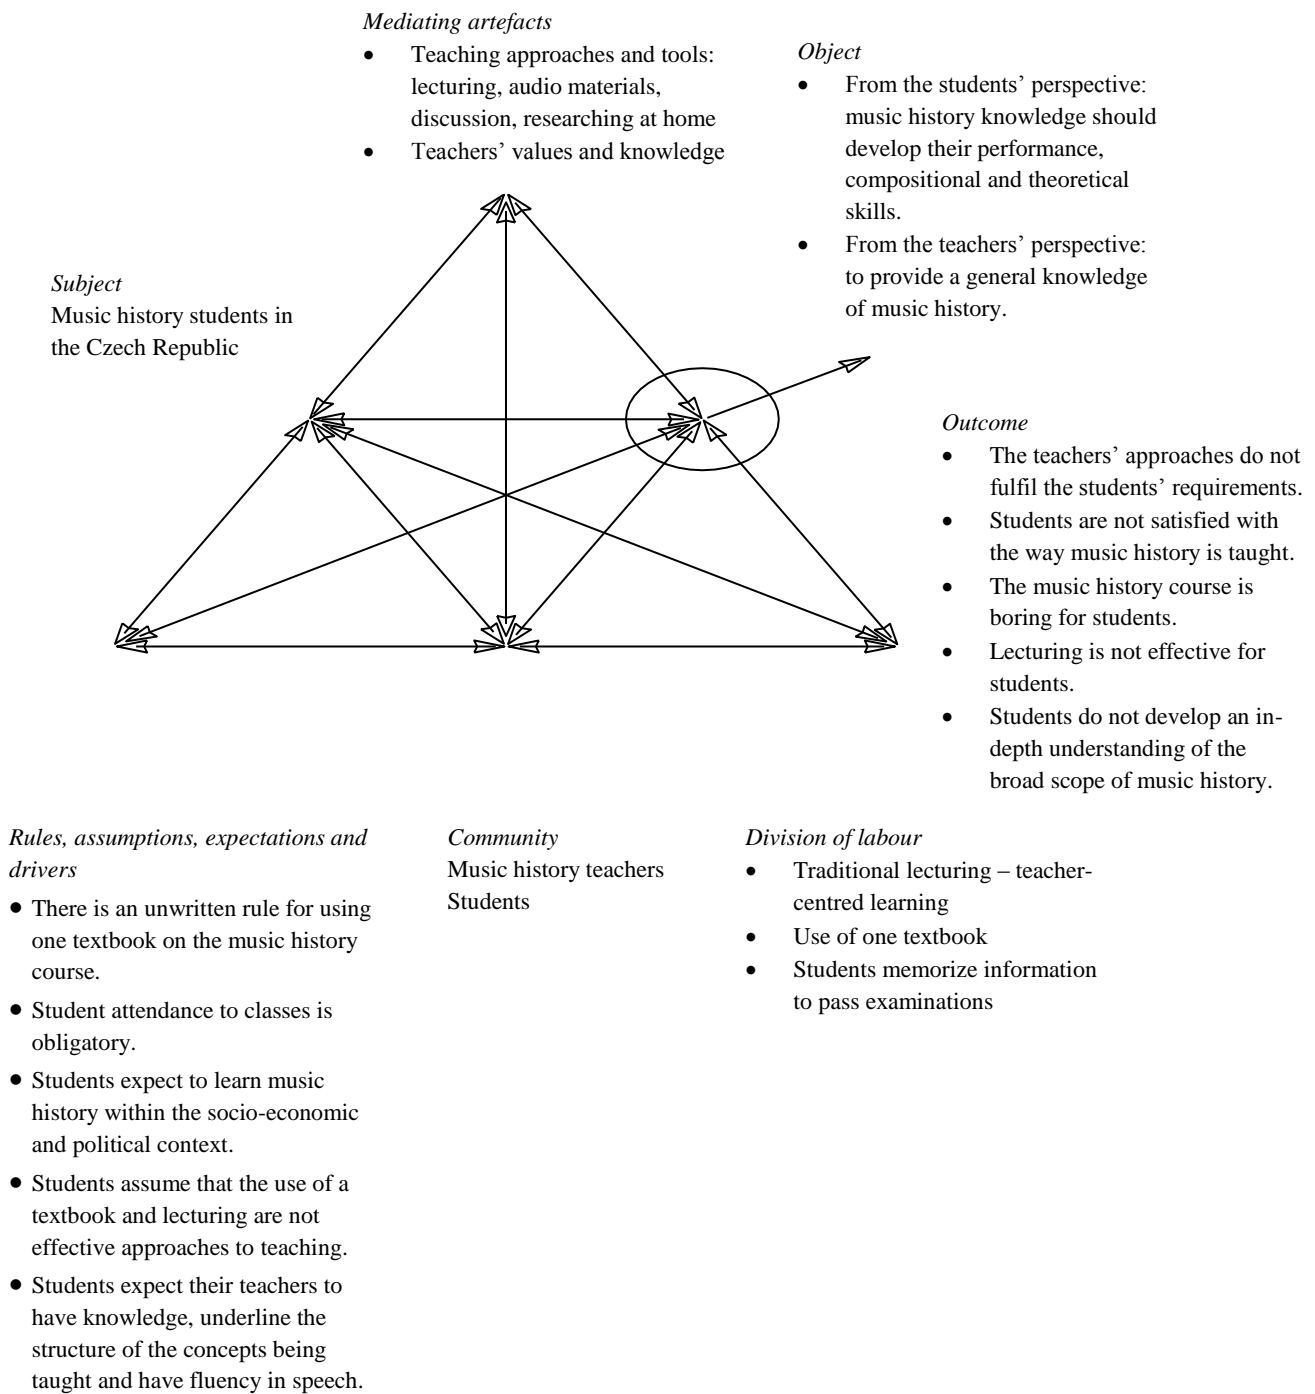 Mediating artefacts
• Teaching approaches and tools:
lecturing, audio materials,
discussion, researching at home
• Teachers’ values and knowledge
Object
• From the students’ perspective:
music history knowledge should
develop their performance,
compositional and theoretical
skills.
• From the teachers’ perspective:
to provide a general knowledge
of music history.
Subject
Music history students in
the Czech Republic
Outcome
• The teachers’ approaches do not
fulfil the students’ requirements.
• Students are not satisfied with
the way music history is taught.
• The music history course is
boring for students.
• Lecturing is not effective for
students.
• Students do not develop an in-
depth understanding of the
broad scope of music history.
Rules, assumptions, expectations and
drivers
• There is an unwritten rule for using
one textbook on the music history
course.
• Student attendance to classes is
obligatory.
• Students expect to learn music
history within the socio-economic
and political context.
• Students assume that the use of a
textbook and lecturing are not
effective approaches to teaching.
• Students expect their teachers to
have knowledge, underline the
structure of the concepts being
taught and have fluency in speech.
Community
Music history teachers
Students
Division of labour
• Traditional lecturing – teacher-
centred learning
• Use of one textbook
• Students memorize information
to pass examinations